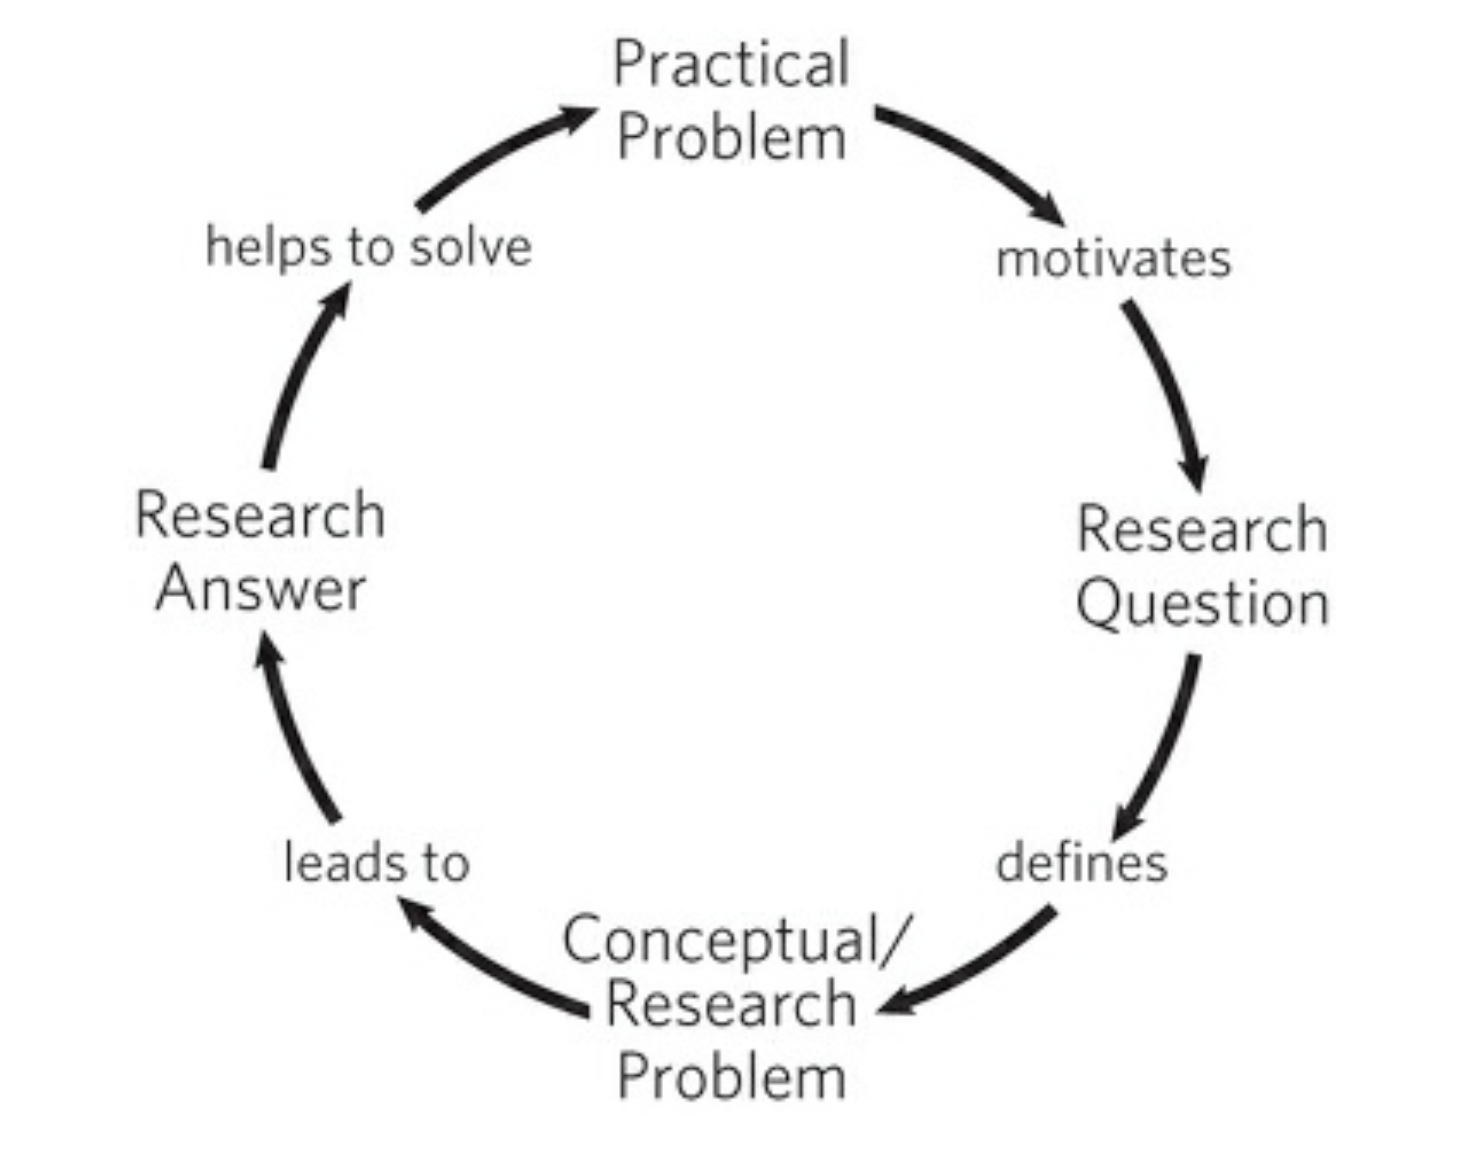 Practical
Problem
motivates
Research
Question
defines
Conceptual/
Research
Problem
leads to
Research
Answer
helps to solve